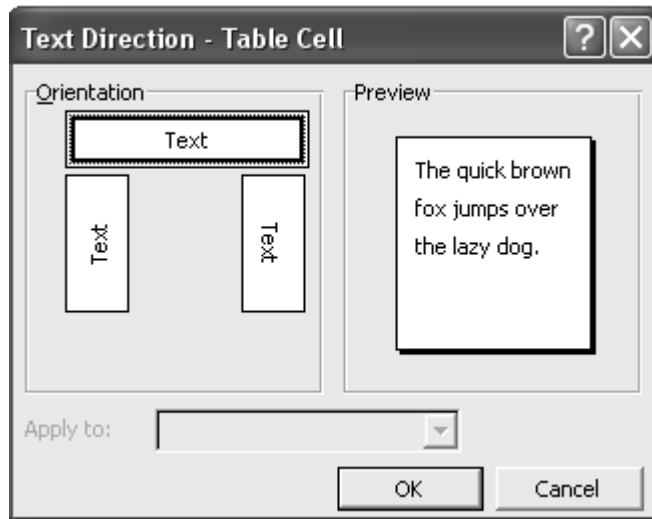 Text Direction - Table Cell
Orientation
Text
Text
Text
Preview
The quick brown
fox jumps over
the lazy dog.
Apply to:
OK
Cancel